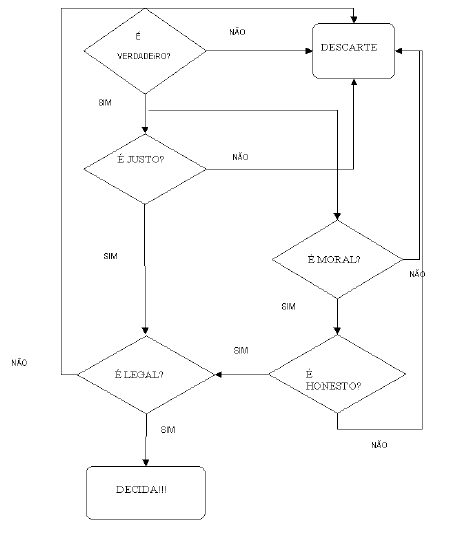 É
VERDADEIRO?
NÃO
DESCARTE
SIM
É JUSTO?
NÃO
SIM
É MORAL?
NÃO
SIM
NÃO
É LEGAL?
SIM
É
HONESTO?
SIM
NÃO
DECIDA!!!